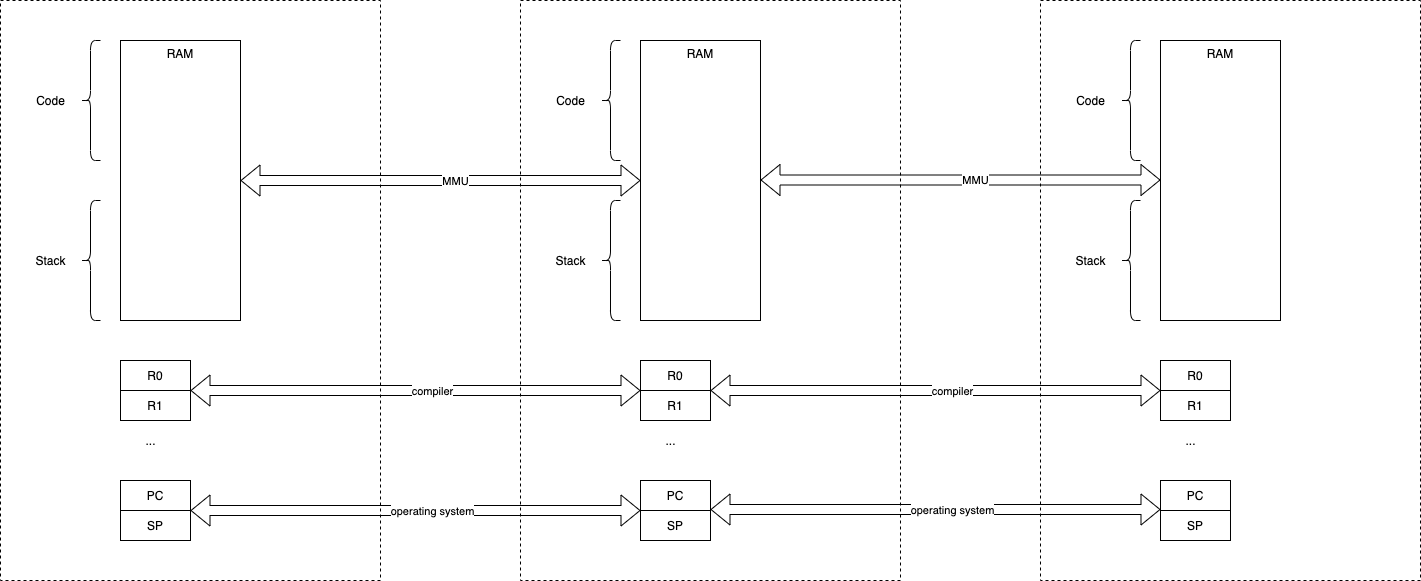 RAM
RAM
RAM
Code
Code
Code
MMU
MMU
Stack
Stack
Stack
R0
R0
R0
compiler
compiler
R1
R1
R1
...
...
...
PC
PC
PC
operating system
operating system
SP
SP
SP